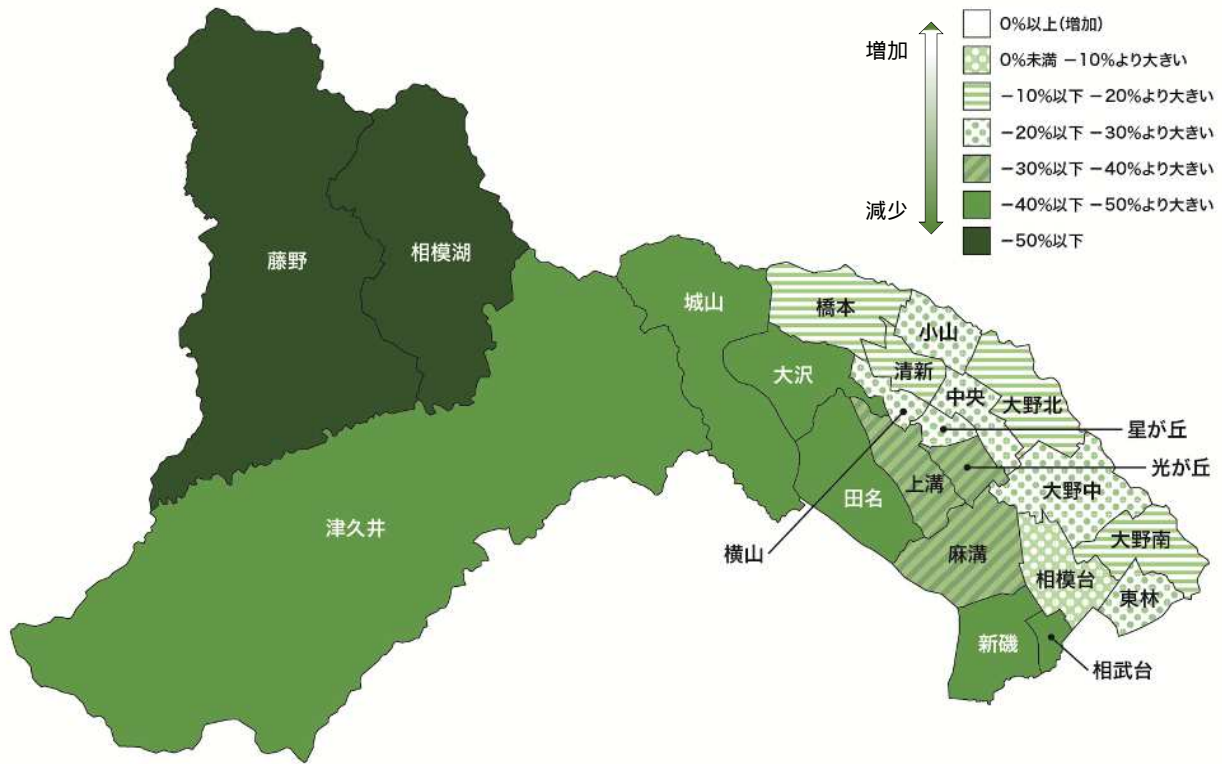 増加
減少
0%以上(増加)
0%未満 −10%より大きい
−10%以下 −20%より大きい
−20%以下 −30%より大きい
−30%以下 −40%より大きい
−40%以下 −50%より大きい
−50%以下
藤野
相模湖
城山
橋本
小山
大沢
清新
中央
大野北
星が丘
光が丘
田名
上溝
大野中
津久井
横山
麻溝
大野南
相模台
東林
新磯
相武台